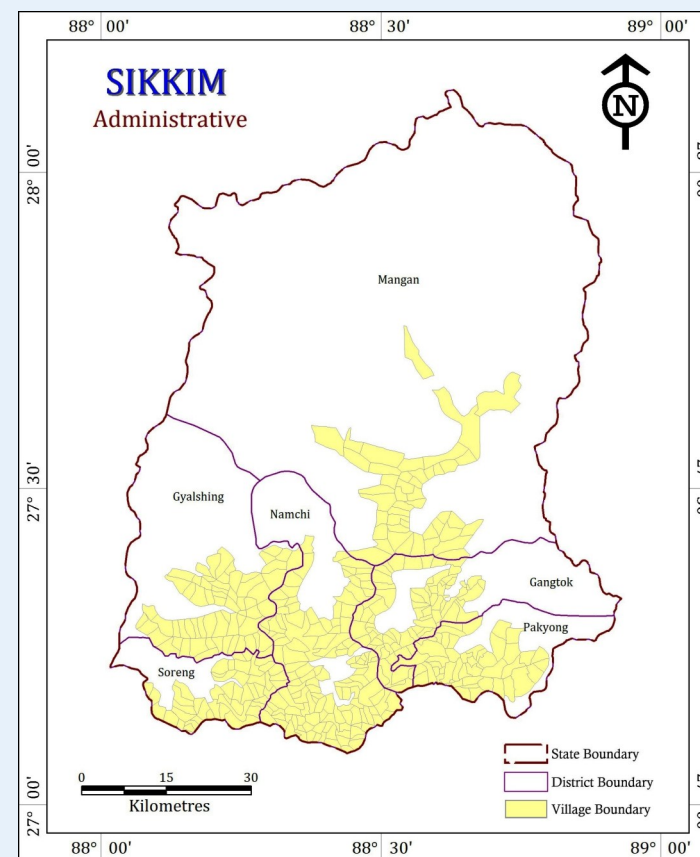 88° 00'
88° 30'
89° 00'
SIKKIM
Administrative
N
28° 00'
Mangan
27° 30'
Gyalshing
Namchi
Gangtok
Pakyong
Soreng
State Boundary
District Boundary
Village Boundary
0 15 30
Kilometres
27° 00'
88° 00'
88° 30'
89° 00'